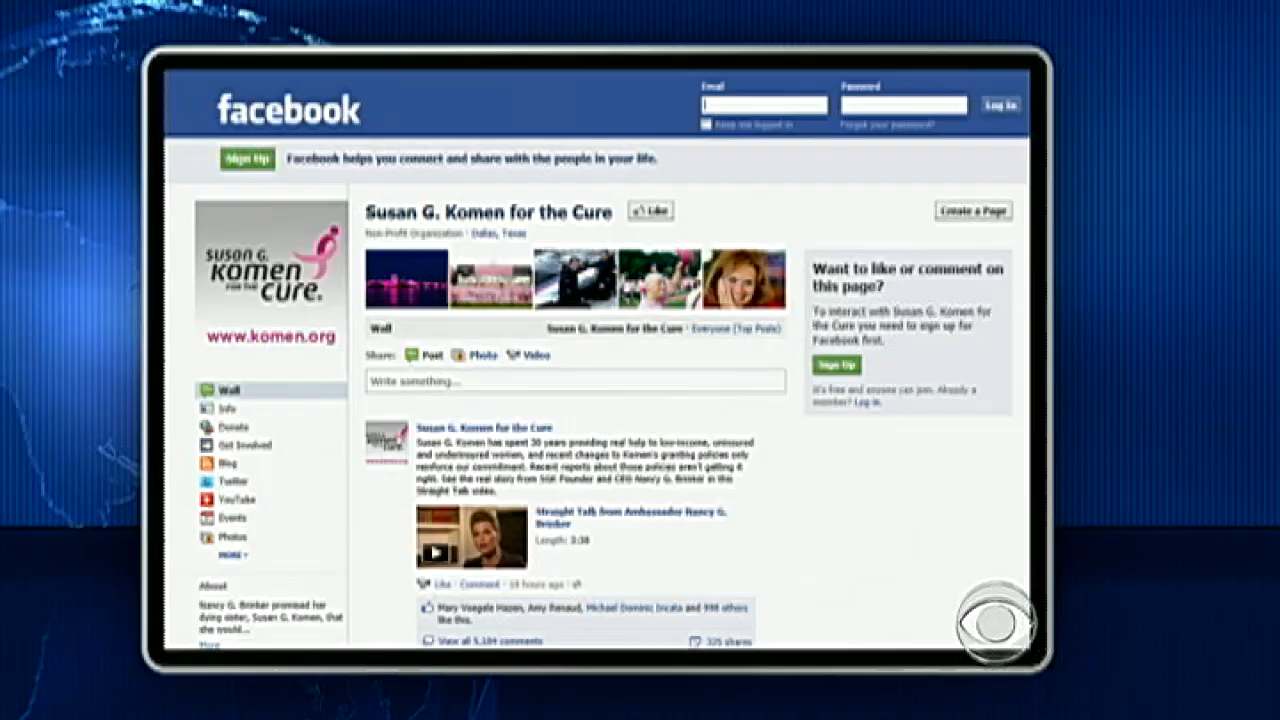 facebook
Email
Password
Keep me logged in
Forgot your password?
Log In
Sign Up
Facebook helps you connect and share with the people in your life.
SUSAN G.
komen
FOR THE
cure.
www.komen.org
Wall
Info
Donate
Get Involved
Blog
Twitter
YouTube
Events
Photos
MORE
About
Nancy G. Brinker promised her
dying sister, Susan G. Komen, that
she would...
More
Susan G. Komen for the Cure
Like
Non-Profit Organization · Dallas, Texas
Wall
Susan G. Komen for the Cure · Everyone (Top Posts)
Share:
Post
Photo
Video
Write something...
Susan G. Komen for the Cure
Susan G. Komen has spent 30 years providing real help to low-income, uninsured
and underinsured women, and recent changes to Komen's granting policies only
reinforce our commitment. Recent reports about those policies aren't getting it
right. See the real story from SGK Founder and CEO Nancy G. Brinker in this
Straight Talk video.
Straight Talk from Ambassador Nancy G.
Brinker
Length: 3:38
Like · Comment · 18 hours ago
Mary Voegele Hazen, Amy Renaud, Michael Dominic and 998 others
like this.
View all 5,184 comments
325 shares
Create a Page
Want to like or comment on
this page?
To interact with Susan G. Komen for
the Cure you need to sign up for
Facebook first.
Sign Up
It's free and anyone can join. Already a
member? Log in.